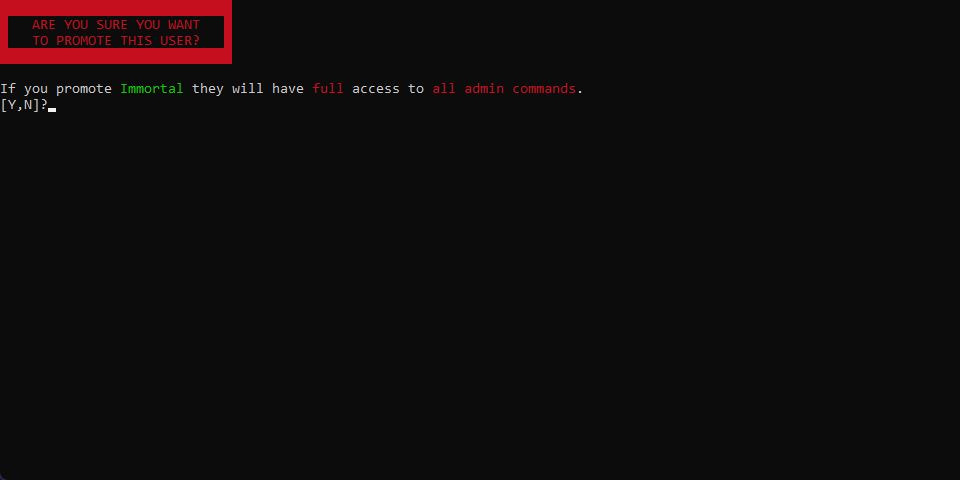 ARE YOU SURE YOU WANT
TO PROMOTE THIS USER?
If you promote Immortal they will have full access to all admin commands.
[Y,N]?